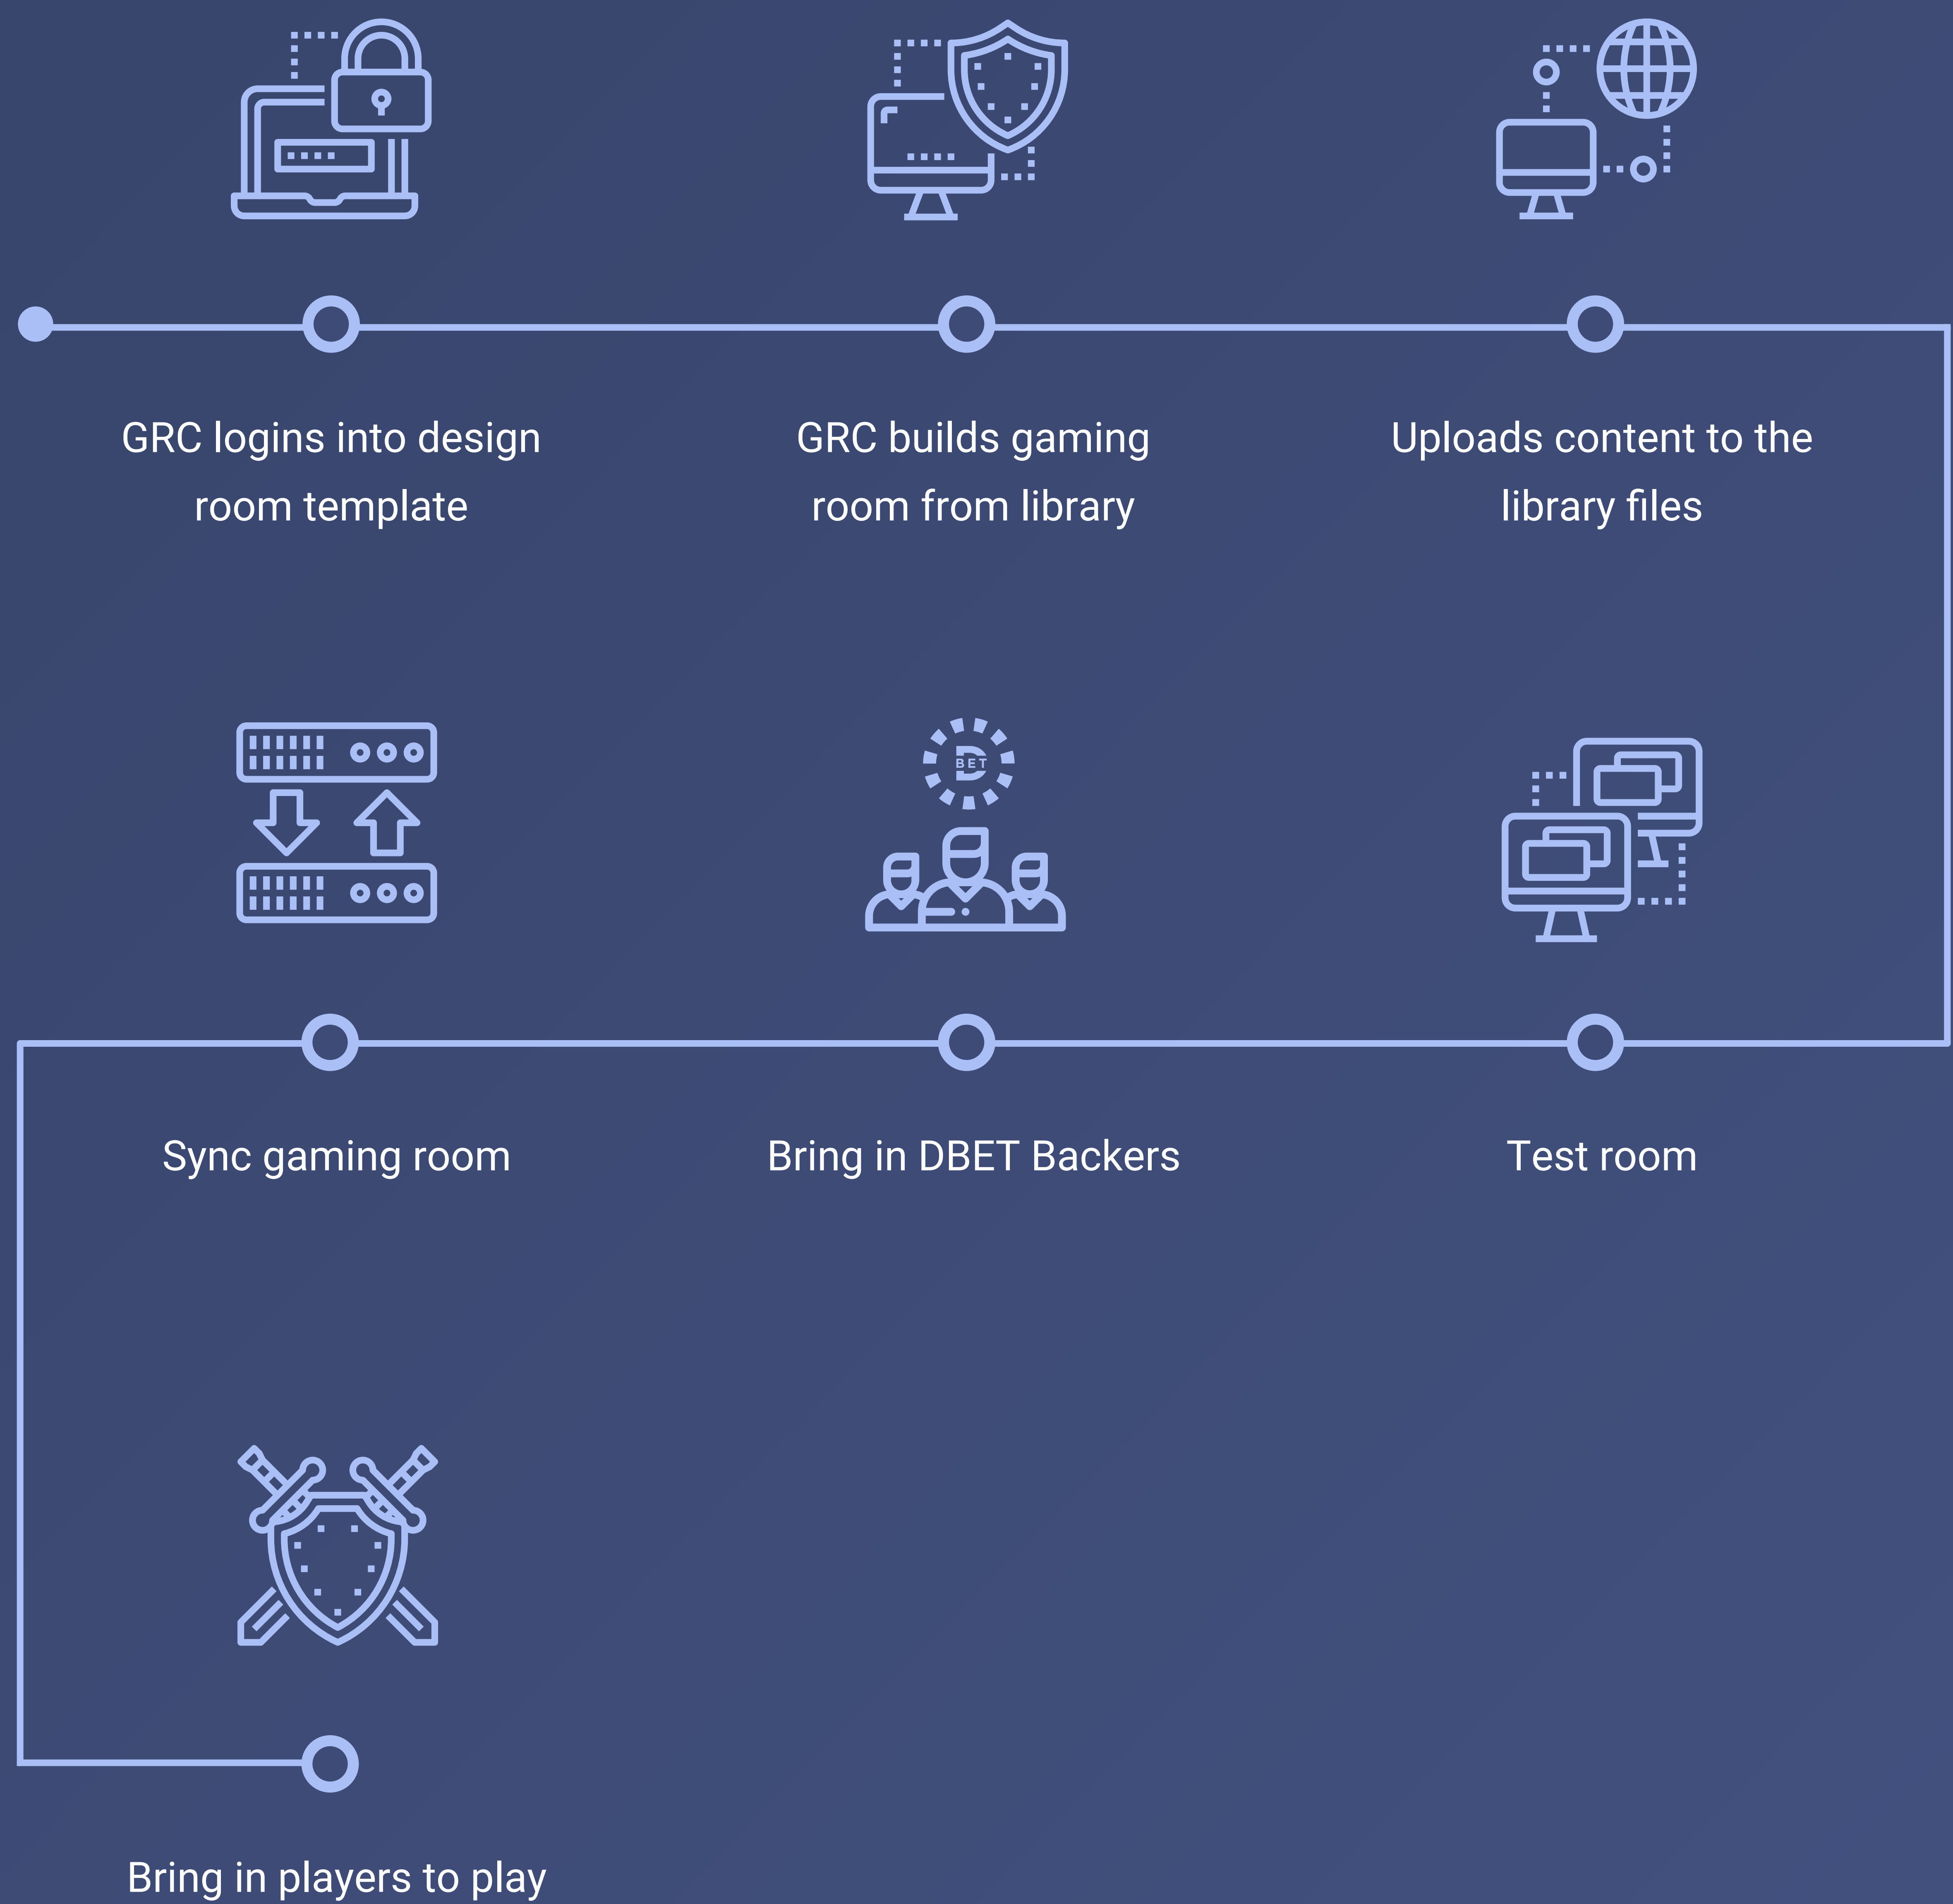 GRC logins into design
room template
GRC builds gaming
room from library
Uploads content to the
library files
D
BET
Sync gaming room
Bring in DBET Backers
Test room
Bring in players to play